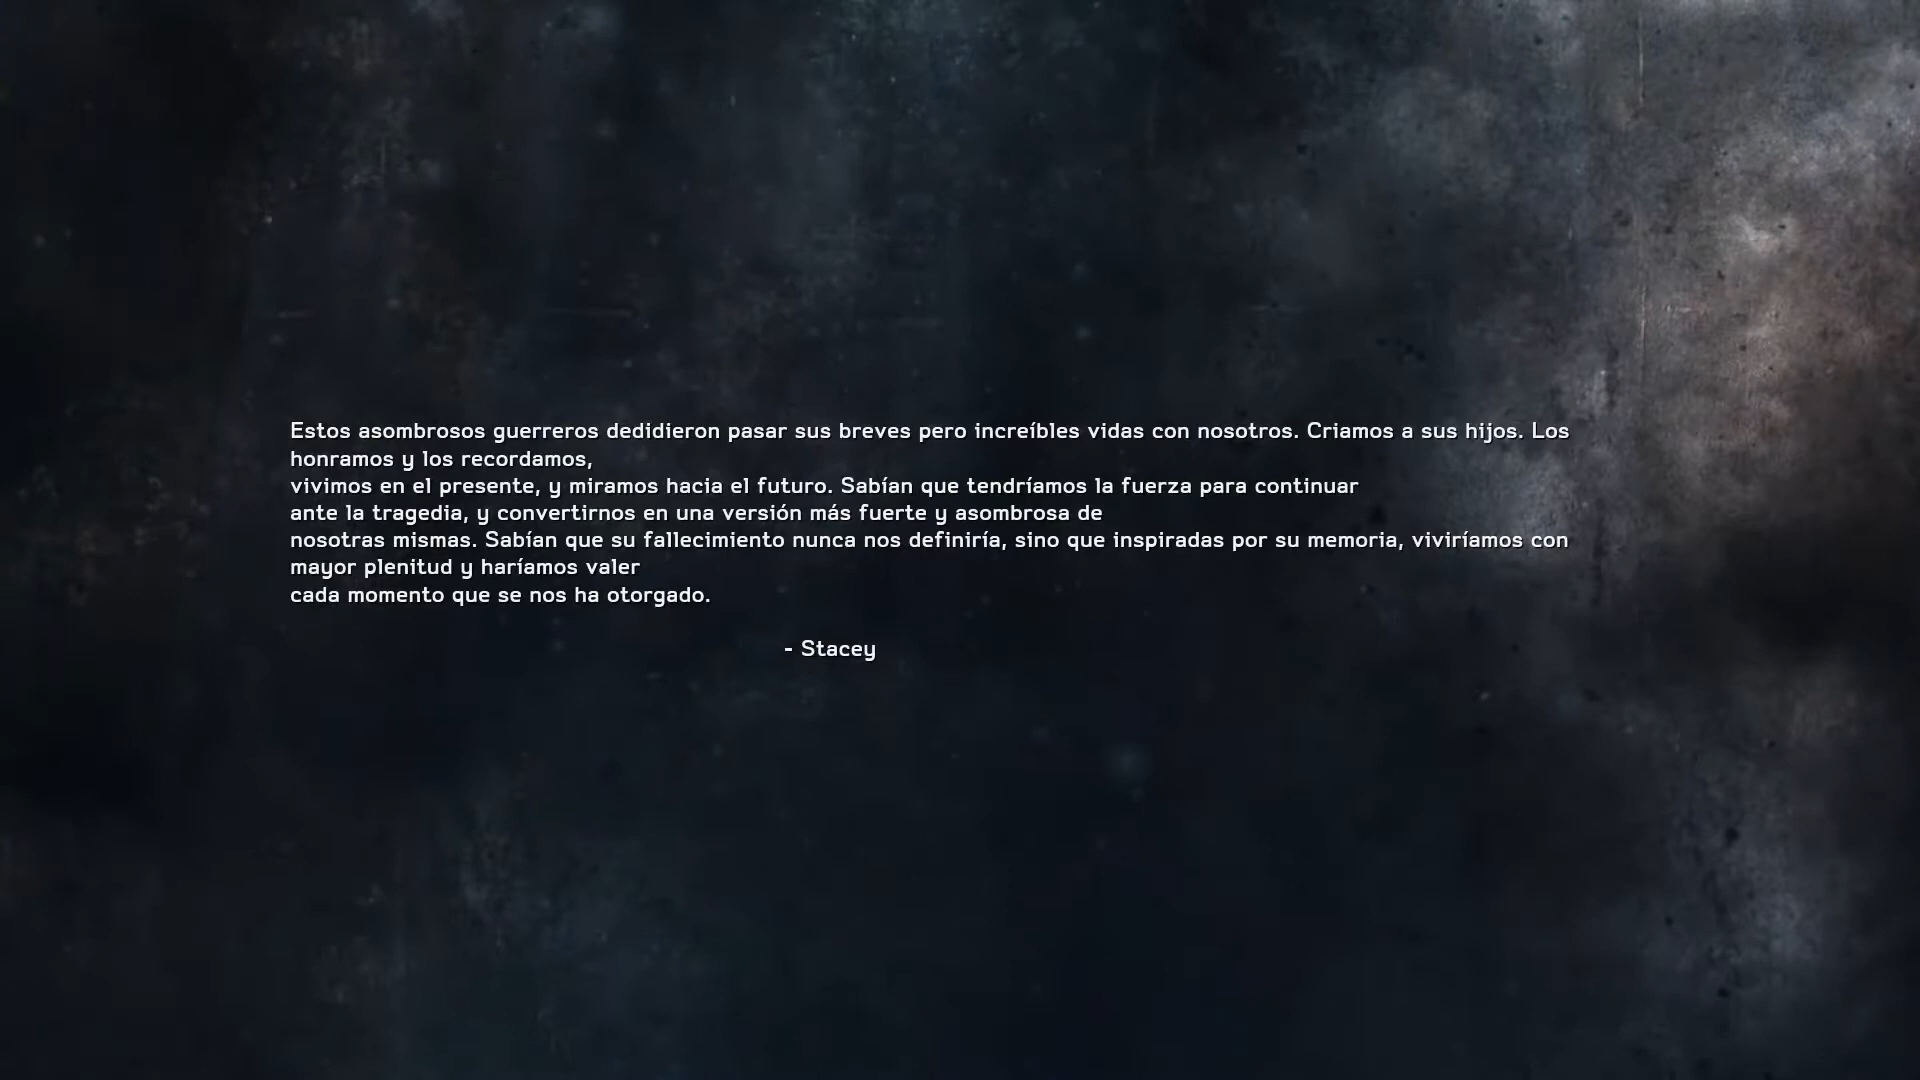 Estos asombrosos guerreros dedidieron pasar sus breves pero increíbles vidas con nosotros. Criamos a sus hijos. Los
honramos y los recordamos,
vivimos en el presente, y miramos hacia el futuro. Sabían que tendríamos la fuerza para continuar
ante la tragedia, y convertirnos en una versión más fuerte y asombrosa de
nosotras mismas. Sabían que su fallecimiento nunca nos definiría, sino que inspiradas por su memoria, viviríamos con
mayor plenitud y haríamos valer
cada momento que se nos ha otorgado.
- Stacey